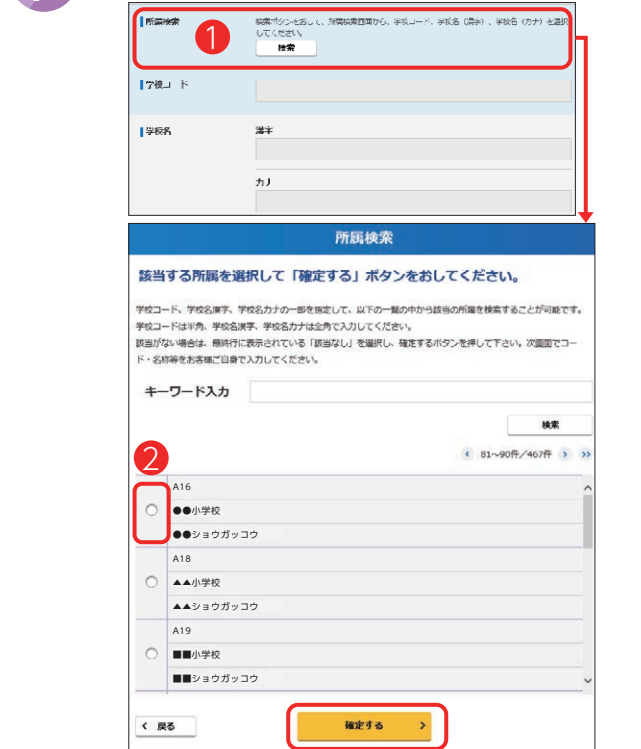 所属検索
1
検索ボタンをおして、所属検索画面から、学校コード、学校名（漢字）、学校名（カナ）を選択
してください。
検索
学校コード
学校名
漢字
カナ
所属検索
該当する所属を選択して「確定する」ボタンをおしてください。
学校コード、学校名漢字、学校名カナの一部を指定して、以下の一覧の中から該当の所属を検索することが可能です。
学校コードは半角、学校名漢字、学校名カナは全角で入力してください。
該当がない場合は、最終行に表示されている「該当なし」を選択し、確定するボタンを押して下さい。次画面でコー
ド・名称等をお客様ご自身で入力してください。
キーワード入力
検索
2
81～90件／467件
A16
●●小学校
●●ショウガッコウ
A18
▲▲小学校
▲▲ショウガッコウ
A19
■■小学校
■■ショウガッコウ
戻る
確定する